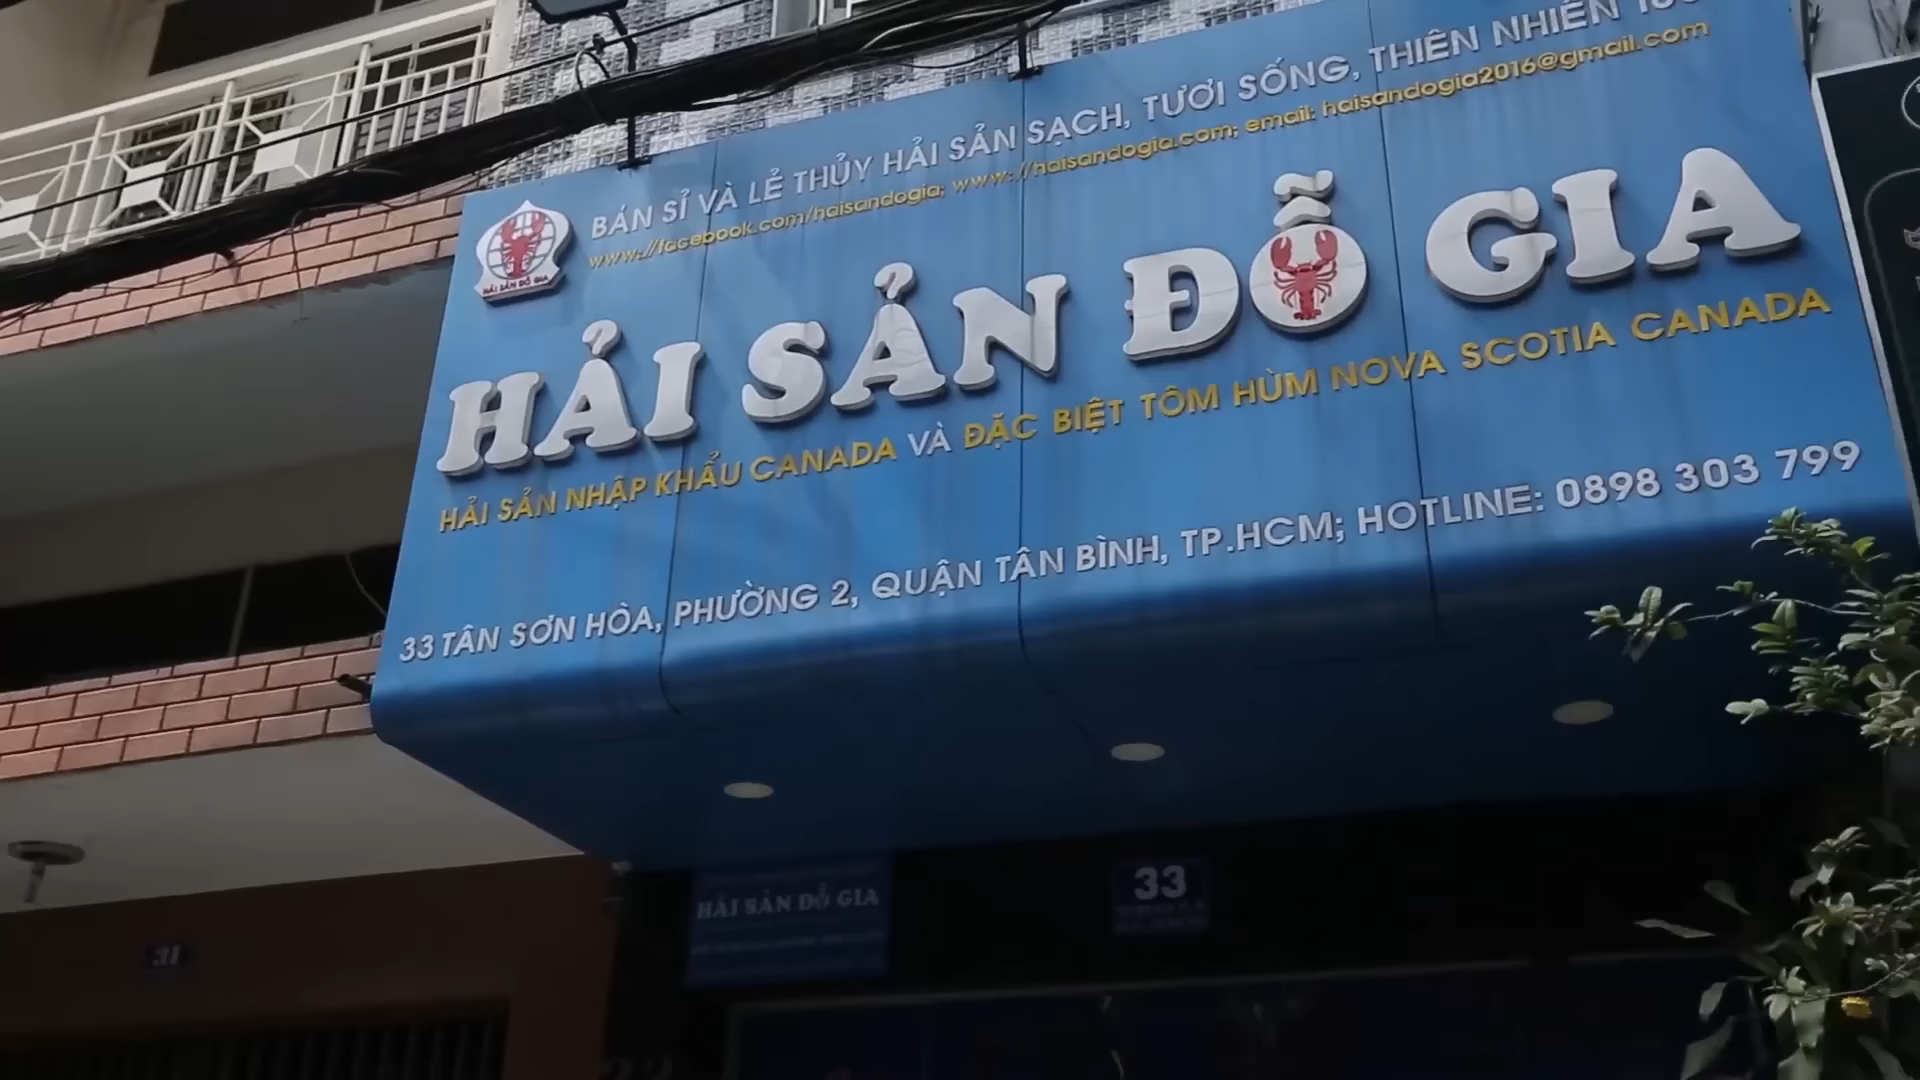 BÁN SỈ VÀ LẺ THỦY HẢI SẢN SẠCH, TƯƠI SỐNG, THIÊN NHIÊN
www.//facebook.com/haisandogia; www.//haisandogia.com; email: haisandogia2016@gmail.com
HẢI SẢN ĐỖ GIA
HẢI SẢN ĐỖ GIA
HẢI SẢN NHẬP KHẨU CANADA VÀ ĐẶC BIỆT TÔM HÙM NOVA SCOTIA CANADA
33 TÂN SƠN HÒA, PHƯỜNG 2, QUẬN TÂN BÌNH, TP.HCM; HOTLINE: 0898 303 799
HẢI SẢN ĐỖ GIA
33
31